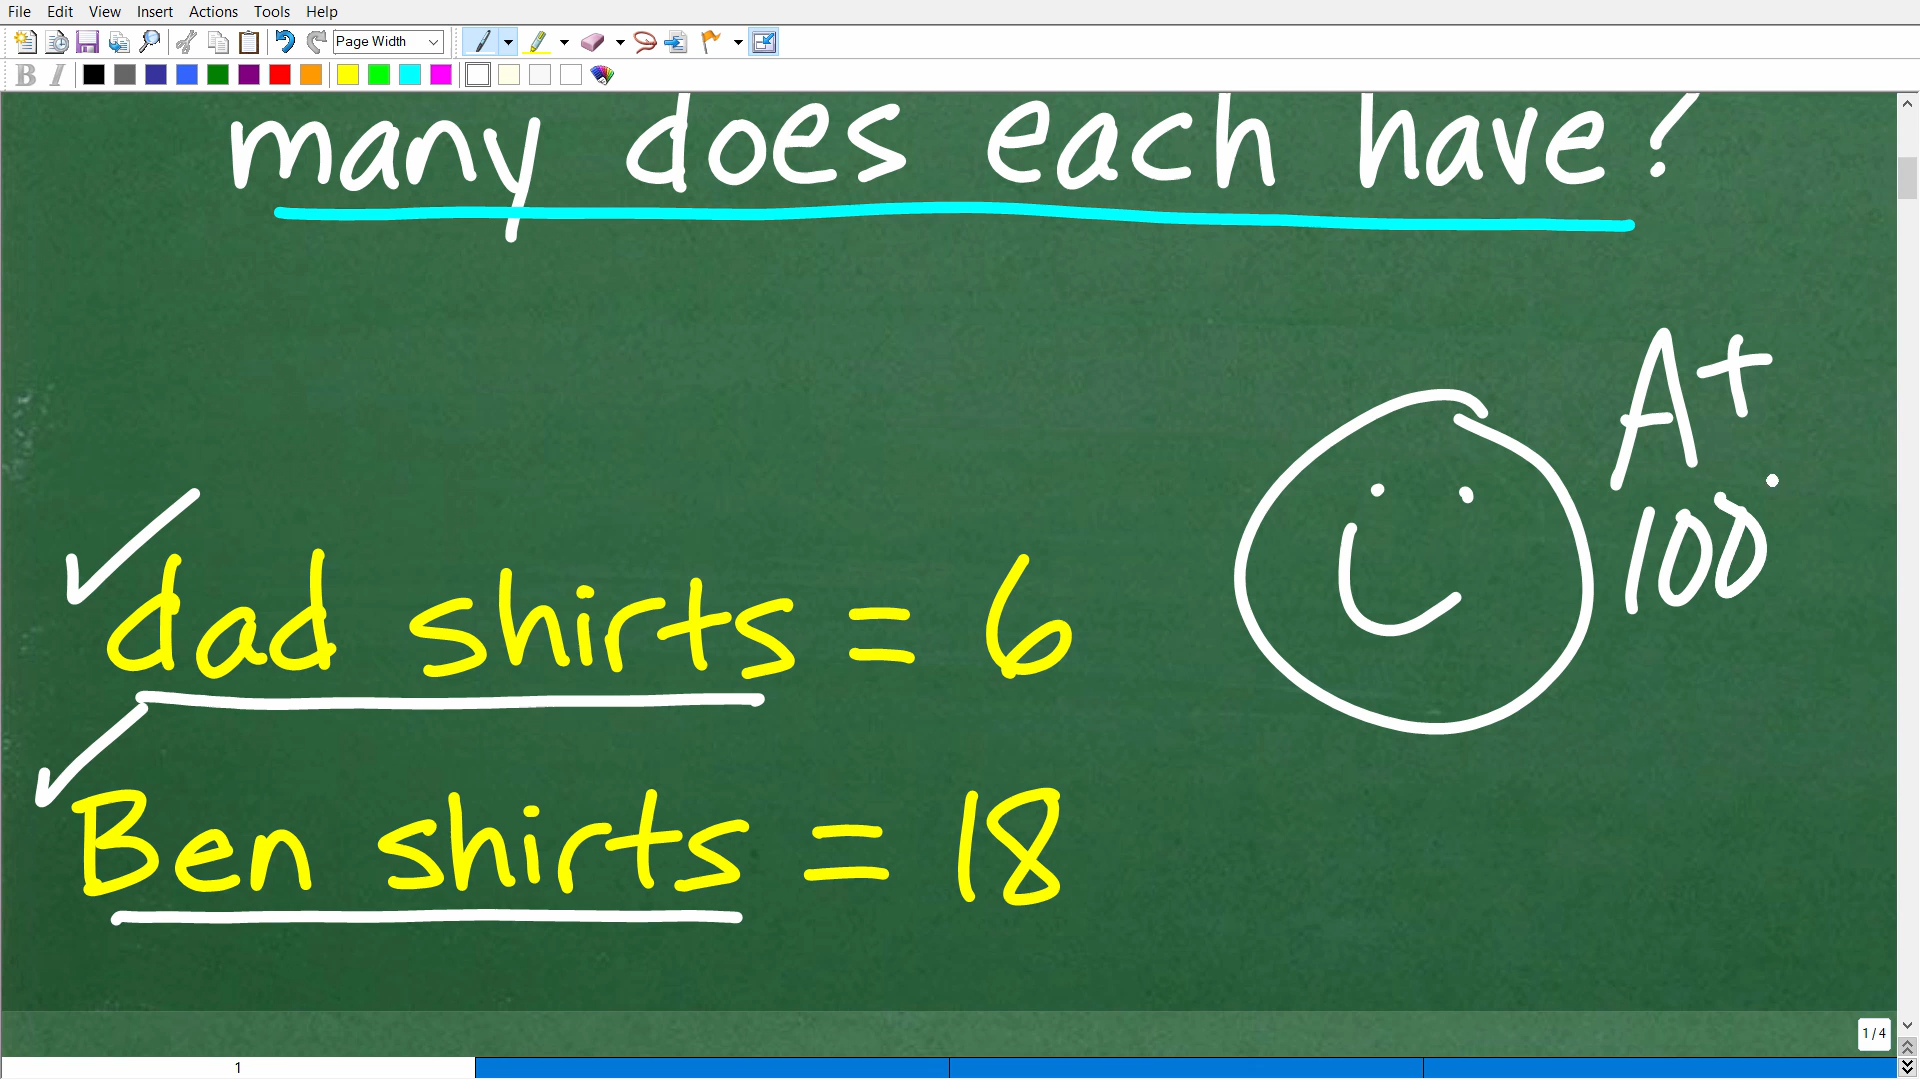 File Edit View Insert Actions Tools Help
Page Width
B I
many does each have?
A+
100
dad shirts = 6
Ben shirts = 18
1 / 4
1